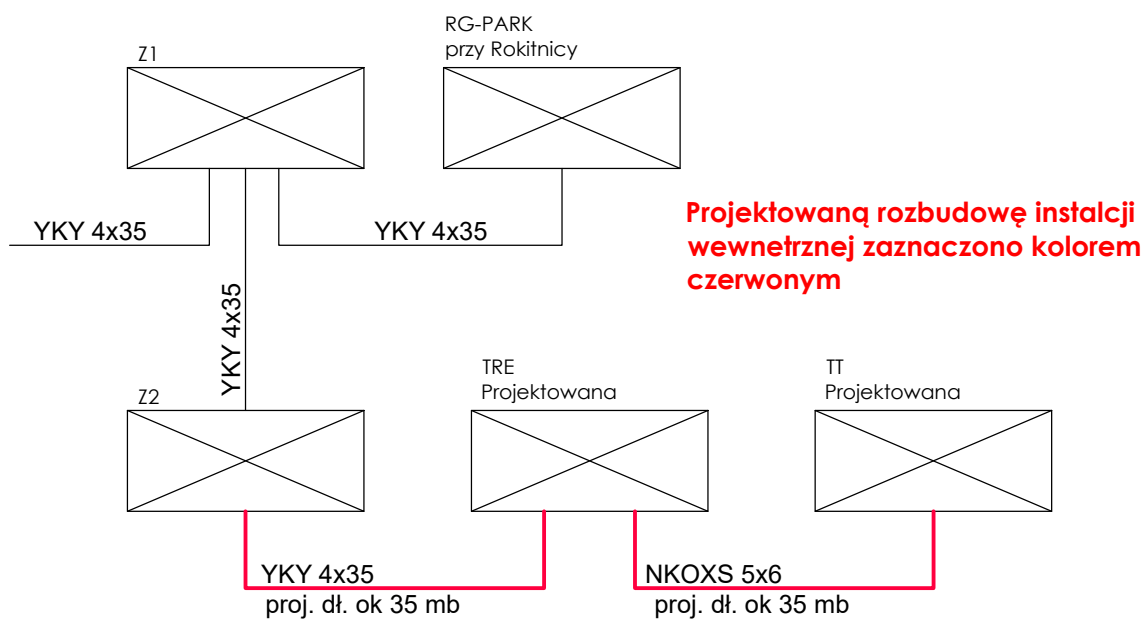 Z1
RG-PARK
przy Rokitnicy
YKY 4x35
YKY 4x35
Projektowaną rozbudowę instalcji
wewnetrznej zaznaczono kolorem
czerwonym
YKY 4x35
Z2
TRE
Projektowana
TT
Projektowana
YKY 4x35
proj. dł. ok 35 mb
NKOXS 5x6
proj. dł. ok 35 mb